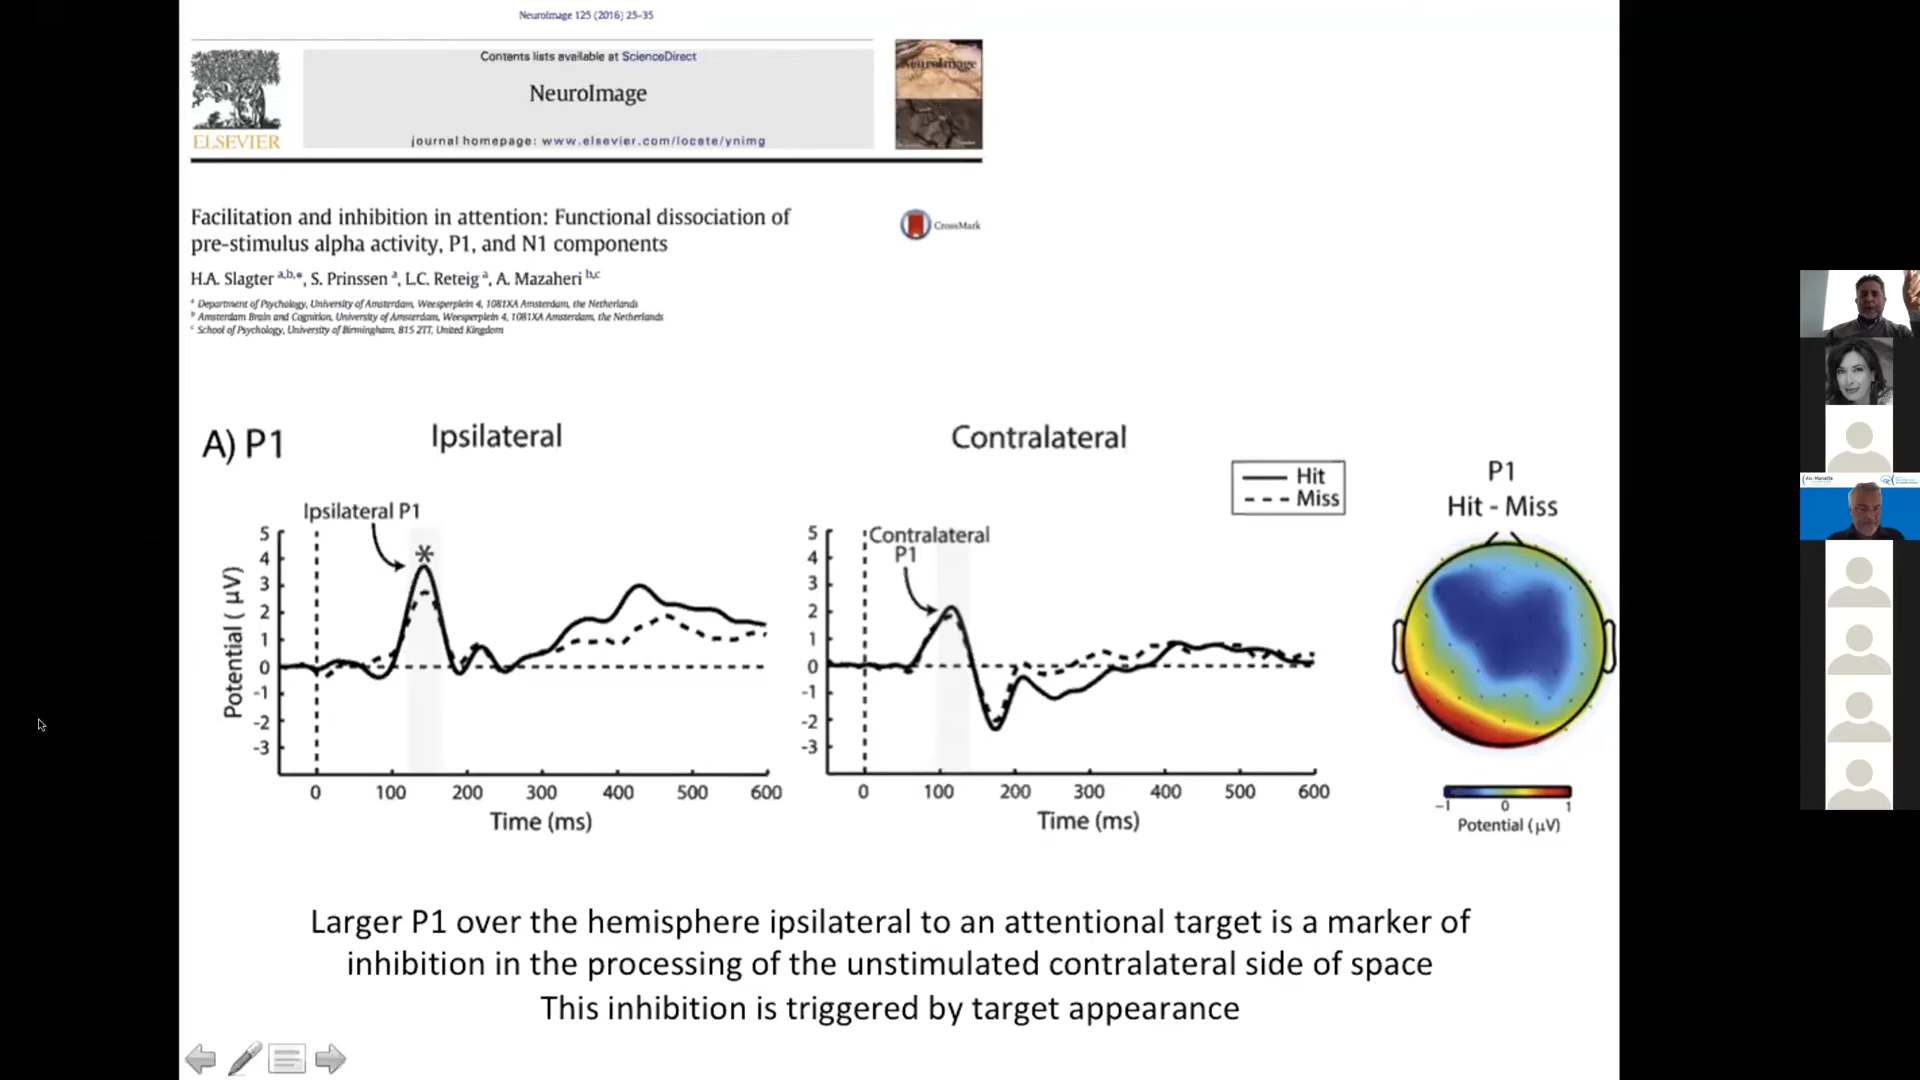 NeuroImage 125 (2016) 25–35
Contents lists available at ScienceDirect
NeuroImage
journal homepage: www.elsevier.com/locate/ynimg
ELSEVIER
NeuroImage
Facilitation and inhibition in attention: Functional dissociation of
pre-stimulus alpha activity, P1, and N1 components
CrossMark
H.A. Slagter a,b,*, S. Prinssen a, L.C. Reteig a, A. Mazaheri b,c
a Department of Psychology, University of Amsterdam, Weesperplein 4, 1081XA Amsterdam, the Netherlands
b Amsterdam Brain and Cognition, University of Amsterdam, Weesperplein 4, 1081XA Amsterdam, the Netherlands
c School of Psychology, University of Birmingham, B15 2TT, United Kingdom
A) P1
Ipsilateral
Ipsilateral P1
*
5
4
3
2
1
0
-1
-2
-3
Potential ( μV)
0 100 200 300 400 500 600
Time (ms)
Contralateral
Contralateral
P1
5
4
3
2
1
0
-1
-2
-3
0 100 200 300 400 500 600
Time (ms)
Hit
Miss
P1
Hit - Miss
−1 0 1
Potential (μV)
Larger P1 over the hemisphere ipsilateral to an attentional target is a marker of
inhibition in the processing of the unstimulated contralateral side of space
This inhibition is triggered by target appearance